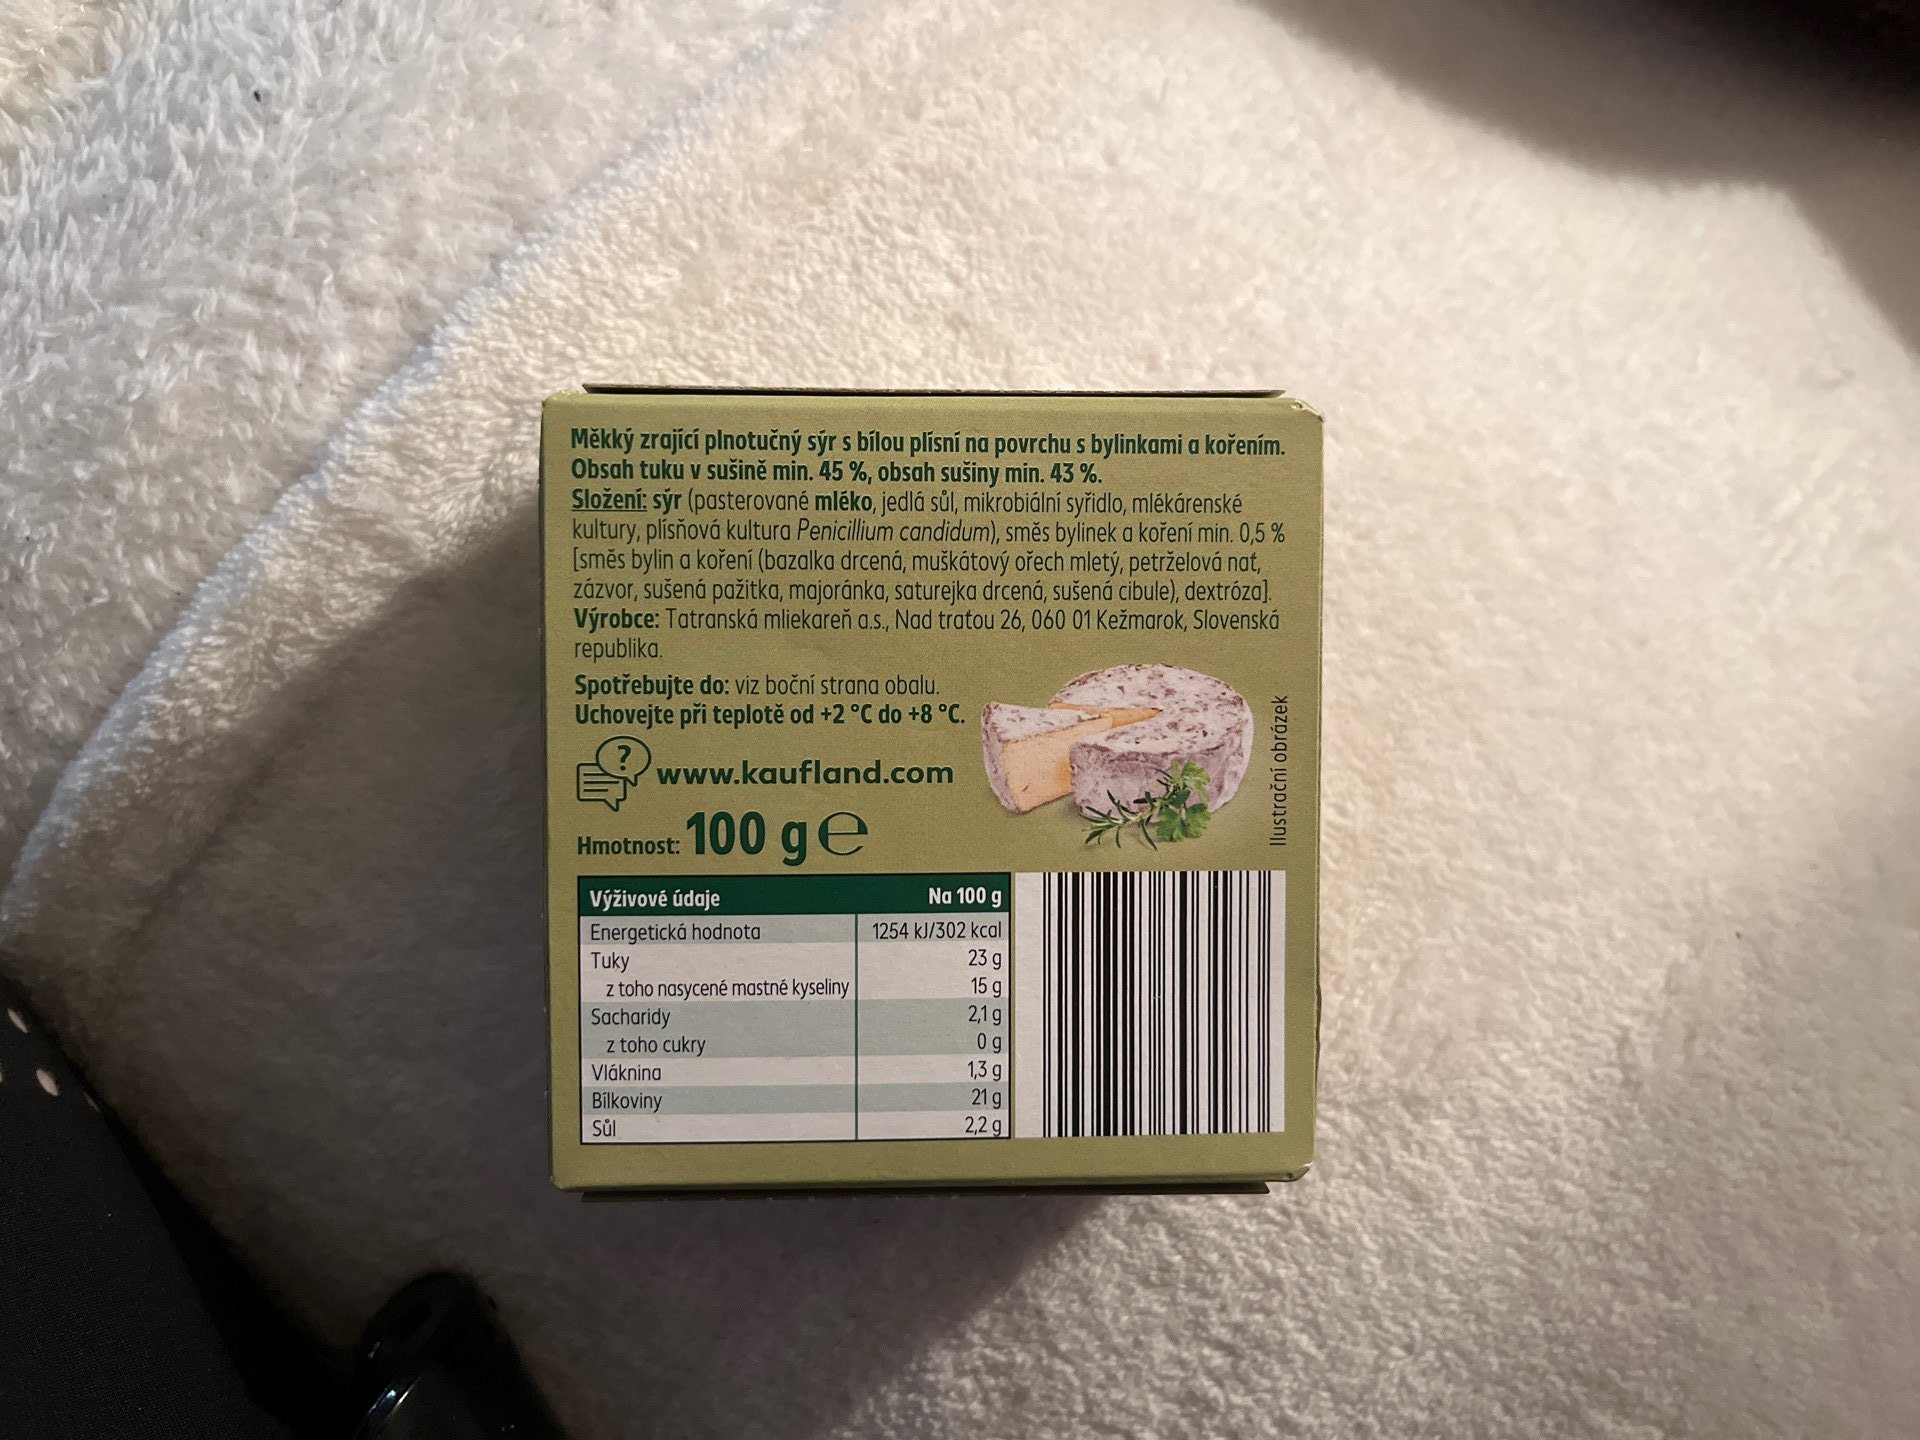 Měkký zrající plnotučný sýr s bílou plísní na povrchu s bylinkami a kořením.
Obsah tuku v sušině min. 45 %, obsah sušiny min. 43 %.
Složení: sýr (pasterované mléko, jedlá sůl, mikrobiální syřidlo, mlékárenské
kultury, plísňová kultura Penicillium candidum), směs bylinek a koření min. 0,5 %
[směs bylin a koření (bazalka drcená, muškátový ořech mletý, petrželová nať,
zázvor, sušená pažitka, majoránka, saturejka drcená, sušená cibule), dextróza].
Výrobce: Tatranská mliekareň a.s., Nad traťou 26, 060 01 Kežmarok, Slovenská
republika.
Spotřebujte do: viz boční strana obalu.
Uchovejte při teplotě od +2 °C do +8 °C.
?
www.kaufland.com
Hmotnost: 100 g ℮
Ilustrační obrázek
Výživové údaje Na 100 g
Energetická hodnota 1254 kJ/302 kcal
Tuky 23 g
z toho nasycené mastné kyseliny 15 g
Sacharidy 2,1 g
z toho cukry 0 g
Vláknina 1,3 g
Bílkoviny 21 g
Sůl 2,2 g